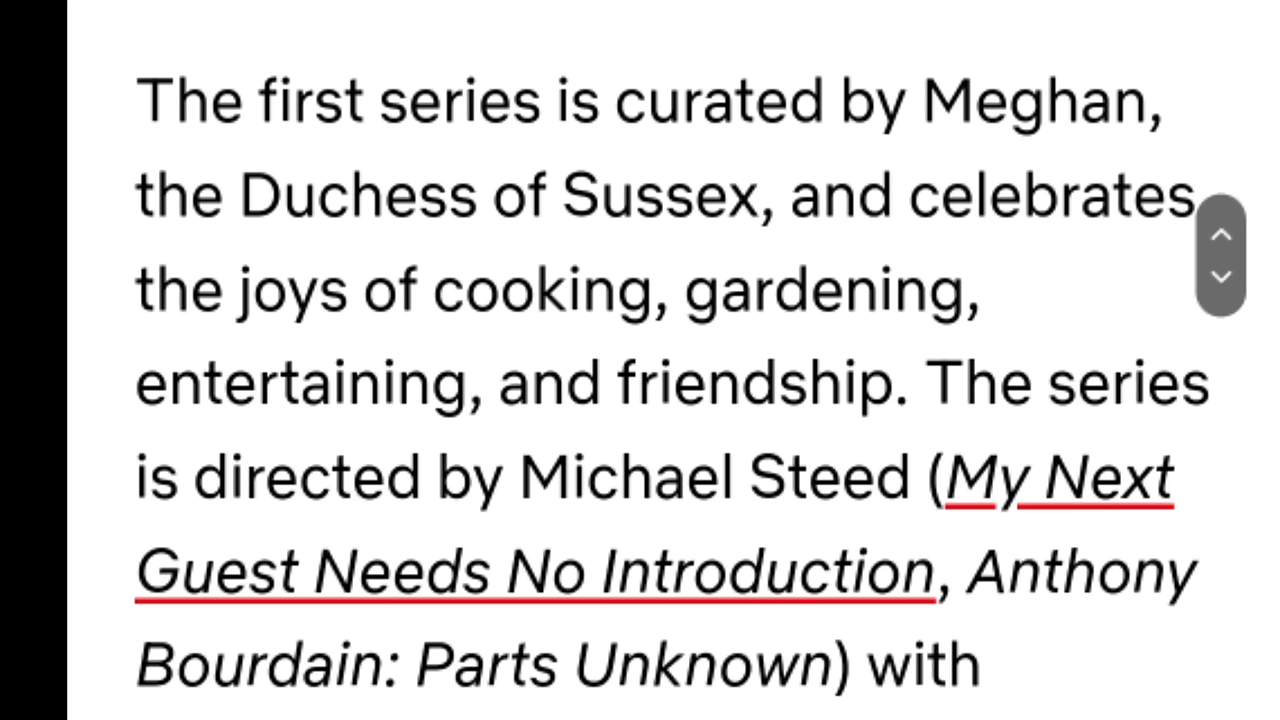 The first series is curated by Meghan,
the Duchess of Sussex, and celebrates
the joys of cooking, gardening,
entertaining, and friendship. The series
is directed by Michael Steed (My Next
Guest Needs No Introduction, Anthony
Bourdain: Parts Unknown) with